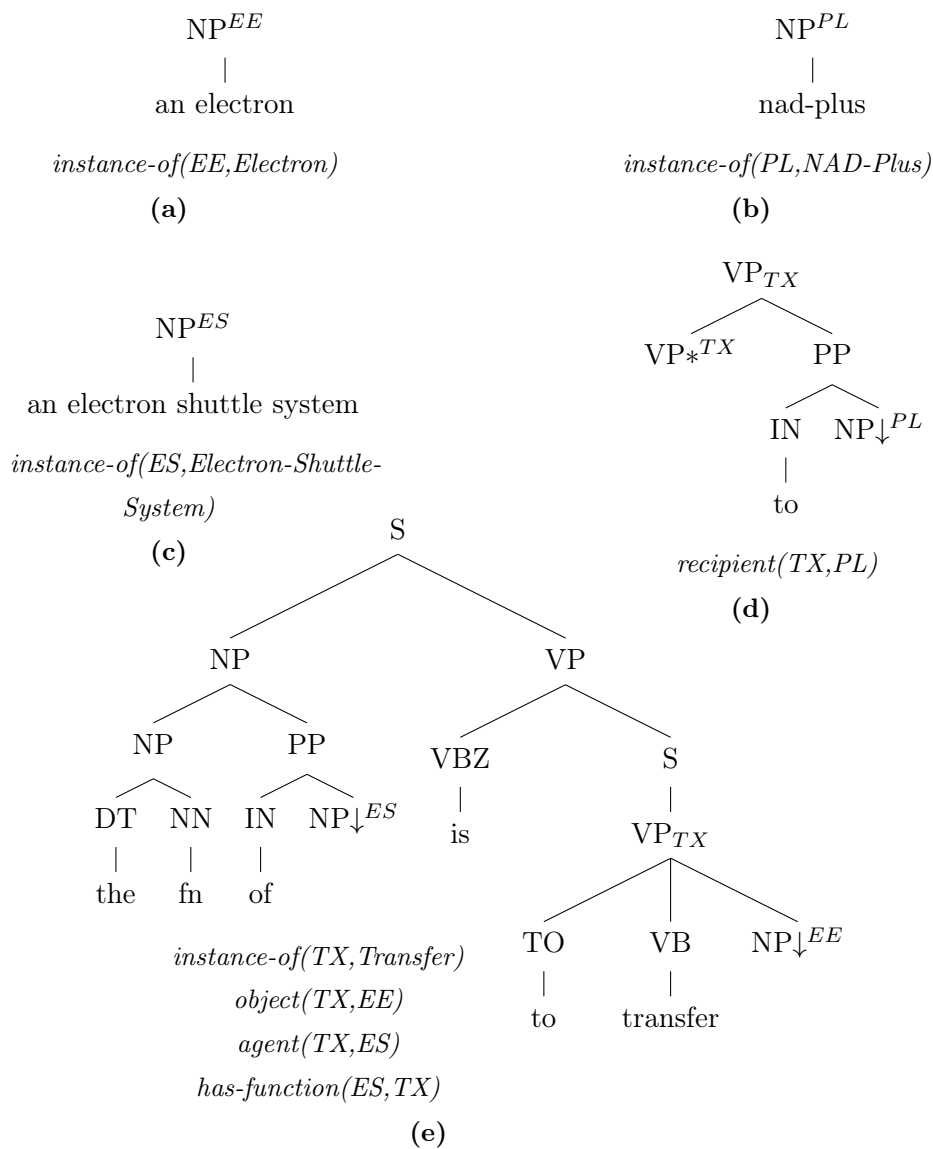 NP^EE NP^PL
an electron nad-plus
instance-of(EE,Electron) instance-of(PL,NAD-Plus)
(a) (b)
NP^ES
an electron shuttle system
instance-of(ES,Electron-Shuttle-
System)
(c)
VP_TX
VP*^TX PP
IN NP↓^PL
to
recipient(TX,PL)
(d)
S
NP VP
NP PP VBZ S
DT NN IN NP↓^ES is VP_TX
the fn of
TO VB NP↓^EE
to transfer
instance-of(TX,Transfer)
object(TX,EE)
agent(TX,ES)
has-function(ES,TX)
(e)